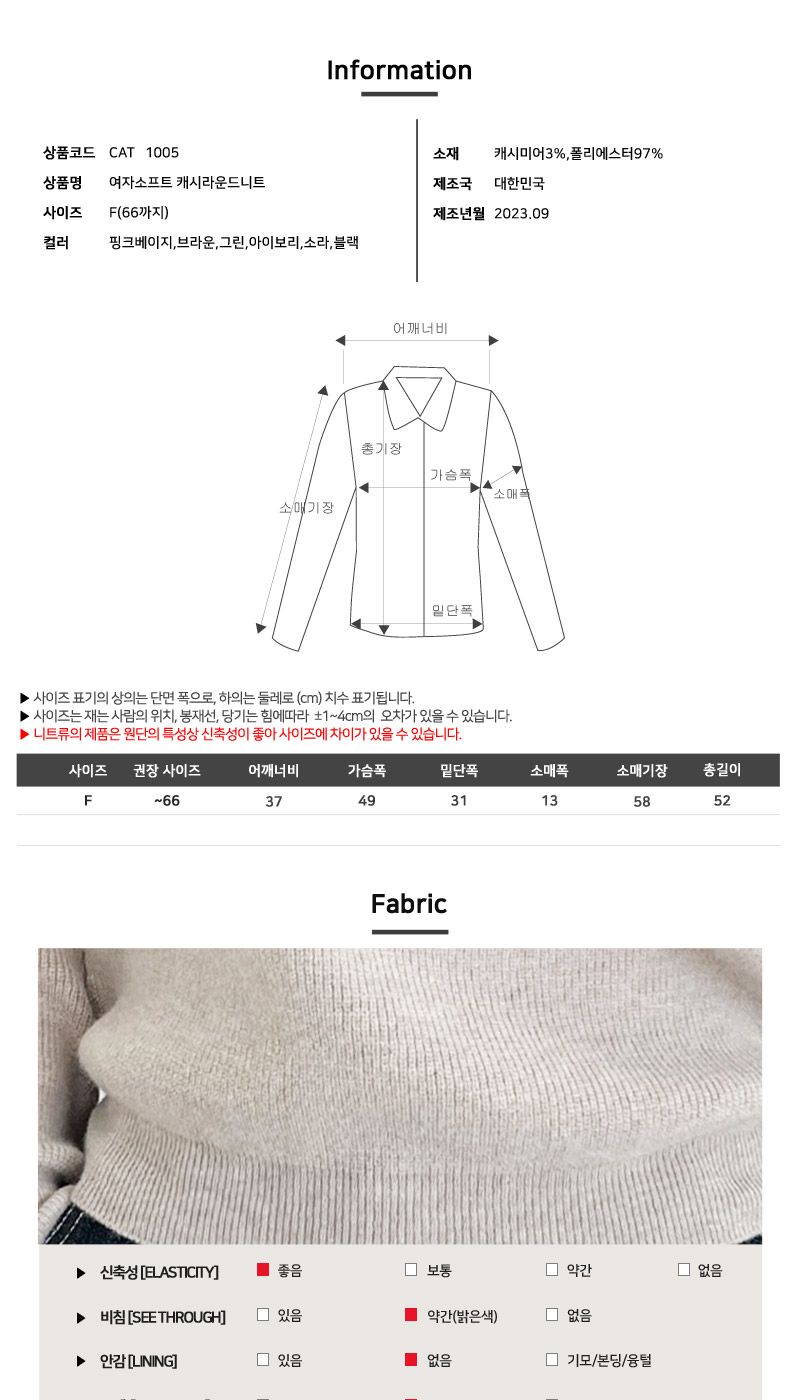 Information
상품코드 CAT 1005
상품명 여자소프트 캐시라운드니트
사이즈 F(66까지)
컬러 핑크베이지,브라운,그린,아이보리,소라,블랙
소재 캐시미어3%,폴리에스터97%
제조국 대한민국
제조년월 2023.09
어깨너비
총기장
가슴폭
소매폭
소매기장
밑단폭
▶ 사이즈 표기의 상의는 단면 폭으로, 하의는 둘레로 (cm) 치수 표기됩니다.
▶ 사이즈는 재는 사람의 위치, 봉재선, 당기는 힘에따라 ±1~4cm의 오차가 있을 수 있습니다.
▶ 니트류의 제품은 원단의 특성상 신축성이 좋아 사이즈에 차이가 있을 수 있습니다.
사이즈 권장 사이즈 어깨너비 가슴폭 밑단폭 소매폭 소매기장 총길이
F ~66 37 49 31 13 58 52
Fabric
▶ 신축성 [ELASTICITY] 좋음 보통 약간 없음
▶ 비침 [SEE THROUGH] 있음 약간(밝은색) 없음
▶ 안감 [LINING] 있음 없음 기모/본딩/융털